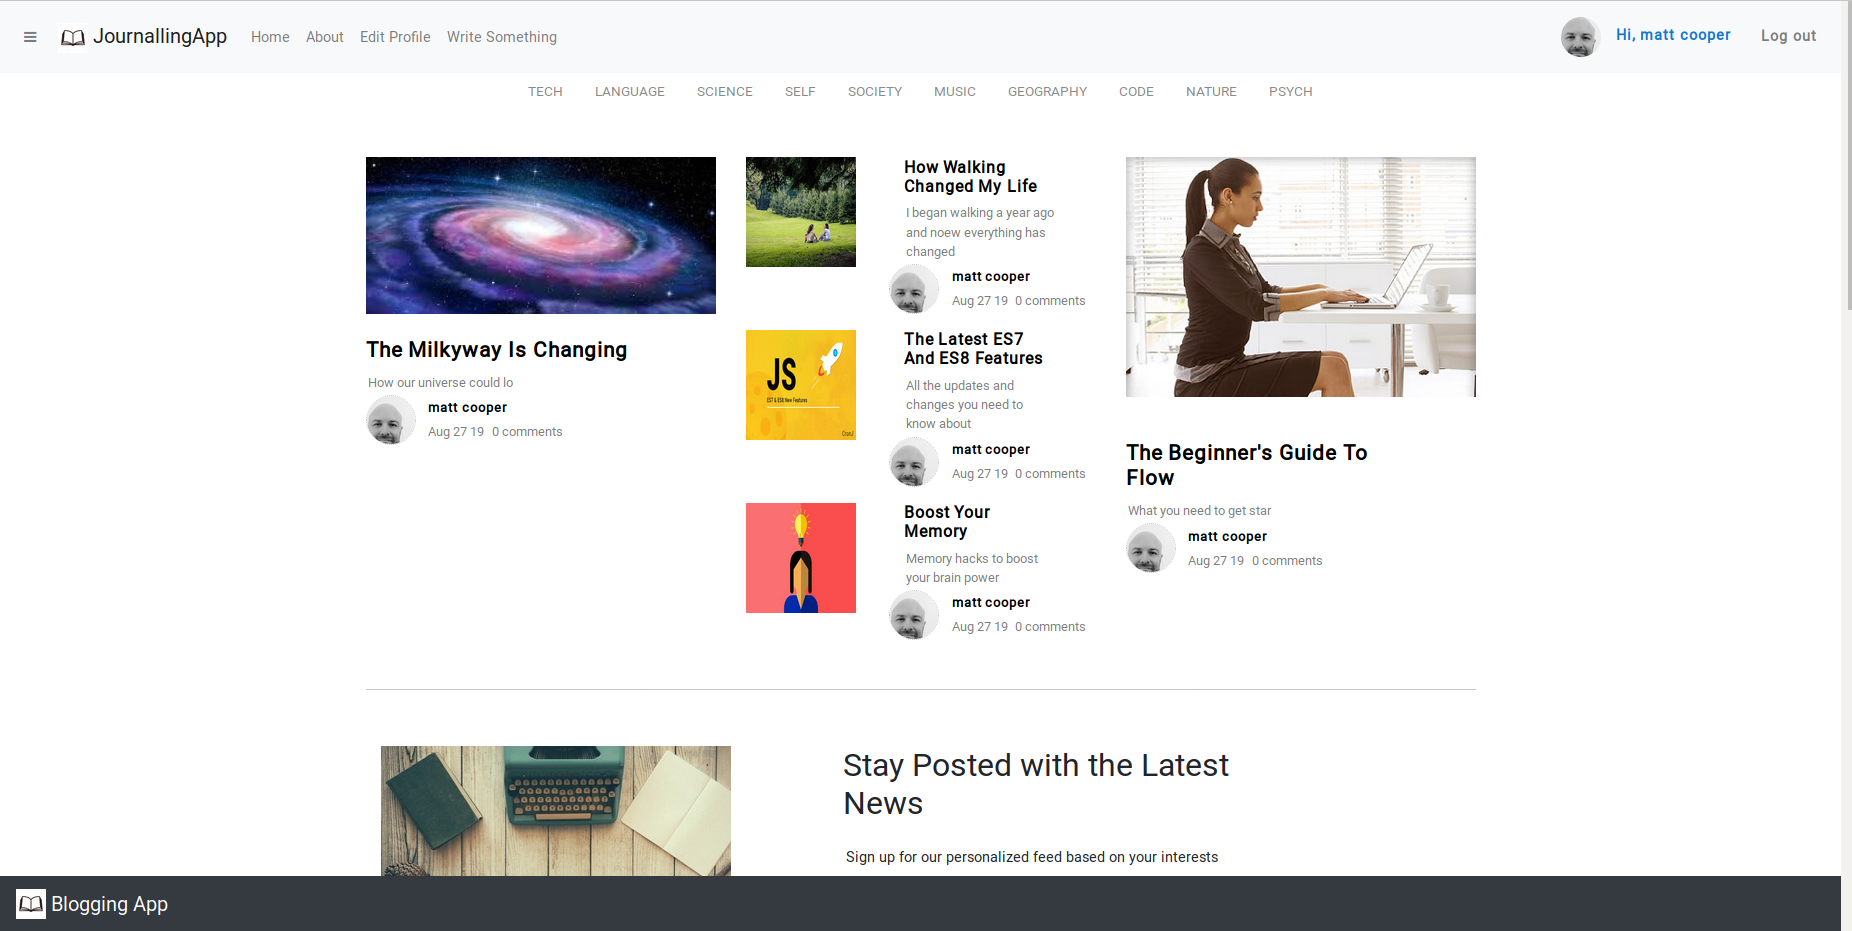 JournallingApp Home About Edit Profile Write Something Hi, matt cooper Log out
TECH LANGUAGE SCIENCE SELF SOCIETY MUSIC GEOGRAPHY CODE NATURE PSYCH
The Milkyway Is Changing
How our universe could lo
matt cooper
Aug 27 19 0 comments
How Walking
Changed My Life
I began walking a year ago
and noew everything has
changed
matt cooper
Aug 27 19 0 comments
JS
ES7 & ES8 New Features
The Latest ES7
And ES8 Features
All the updates and
changes you need to
know about
matt cooper
Aug 27 19 0 comments
Boost Your
Memory
Memory hacks to boost
your brain power
matt cooper
Aug 27 19 0 comments
The Beginner's Guide To
Flow
What you need to get star
matt cooper
Aug 27 19 0 comments
Stay Posted with the Latest
News
Sign up for our personalized feed based on your interests
Blogging App